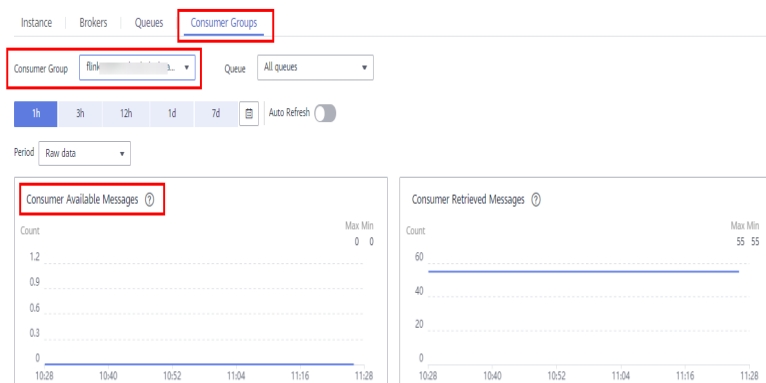 Instance Brokers Queues Consumer Groups
Consumer Group flink a... Queue All queues
1h 3h 12h 1d 7d Auto Refresh
Period Raw data
Consumer Available Messages ?
Count Max Min
0 0
1.2
0.9
0.6
0.3
0
10:28 10:40 10:52 11:04 11:16 11:28
Consumer Retrieved Messages ?
Count Max Min
55 55
60
40
20
0
10:28 10:40 10:52 11:04 11:16 11:28